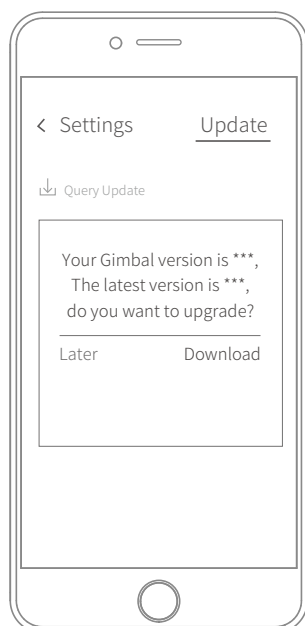 < Settings Update
Query Update
Your Gimbal version is ***,
The latest version is ***,
do you want to upgrade?
Later Download